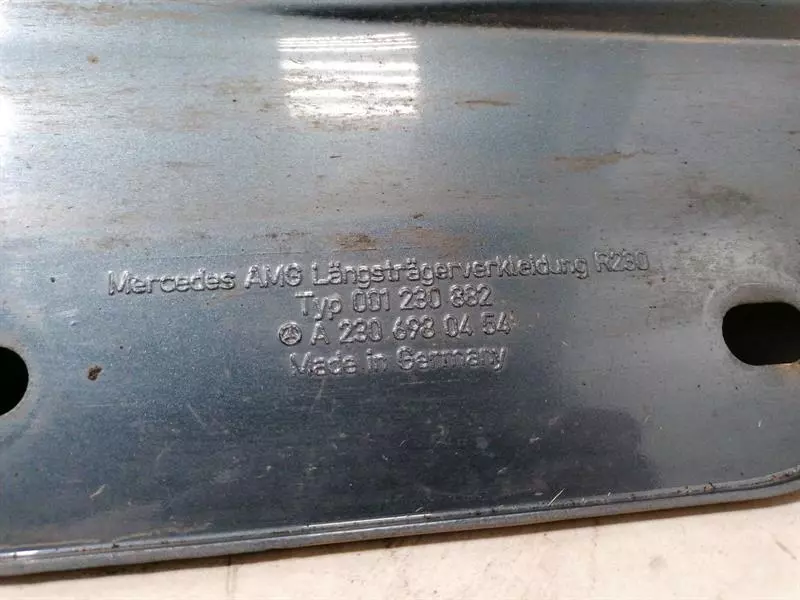 Mercedes AMG Längsträgerverkleidung R230
Typ 001 230 882
A 230 698 04 54
Made in Germany